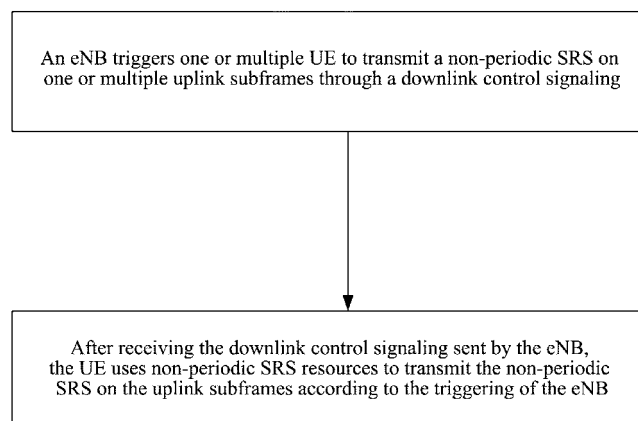 An eNB triggers one or multiple UE to transmit a non-periodic SRS on
one or multiple uplink subframes through a downlink control signaling
After receiving the downlink control signaling sent by the eNB,
the UE uses non-periodic SRS resources to transmit the non-periodic
SRS on the uplink subframes according to the triggering of the eNB